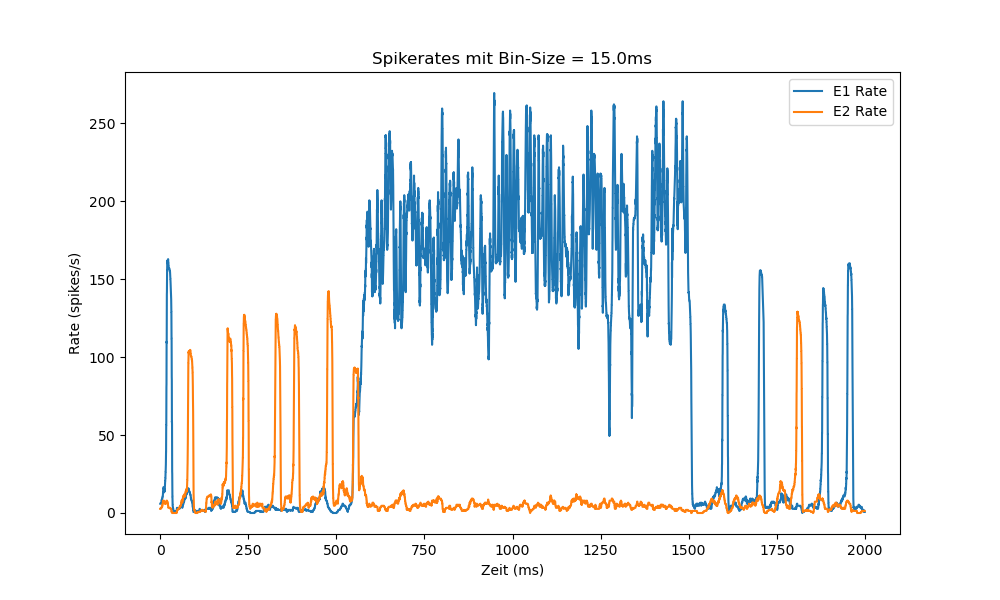 Spikerates mit Bin-Size = 15.0ms
E1 Rate
E2 Rate
Rate (spikes/s)
250
200
150
100
50
0
0 250 500 750 1000 1250 1500 1750 2000
Zeit (ms)